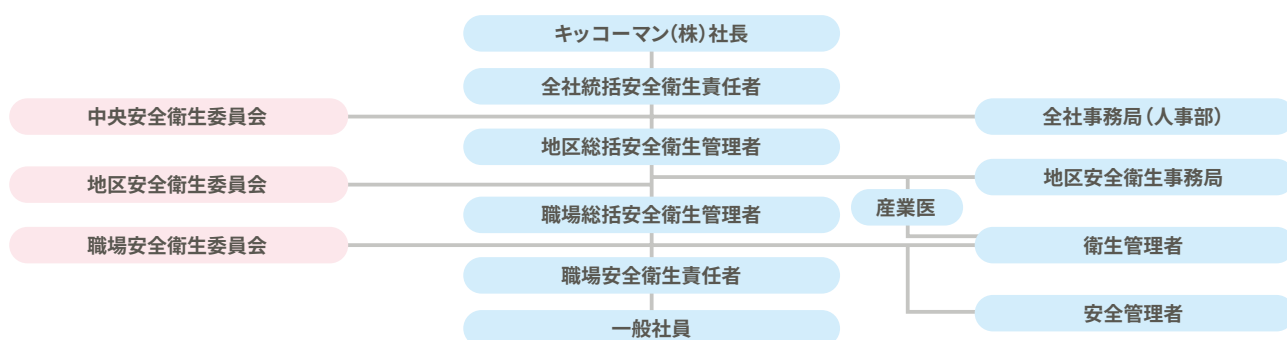 キッコーマン(株)社長
全社統括安全衛生責任者
中央安全衛生委員会
全社事務局(人事部)
地区総括安全衛生管理者
地区安全衛生委員会
地区安全衛生事務局
産業医
職場総括安全衛生管理者
職場安全衛生委員会
衛生管理者
職場安全衛生責任者
安全管理者
一般社員